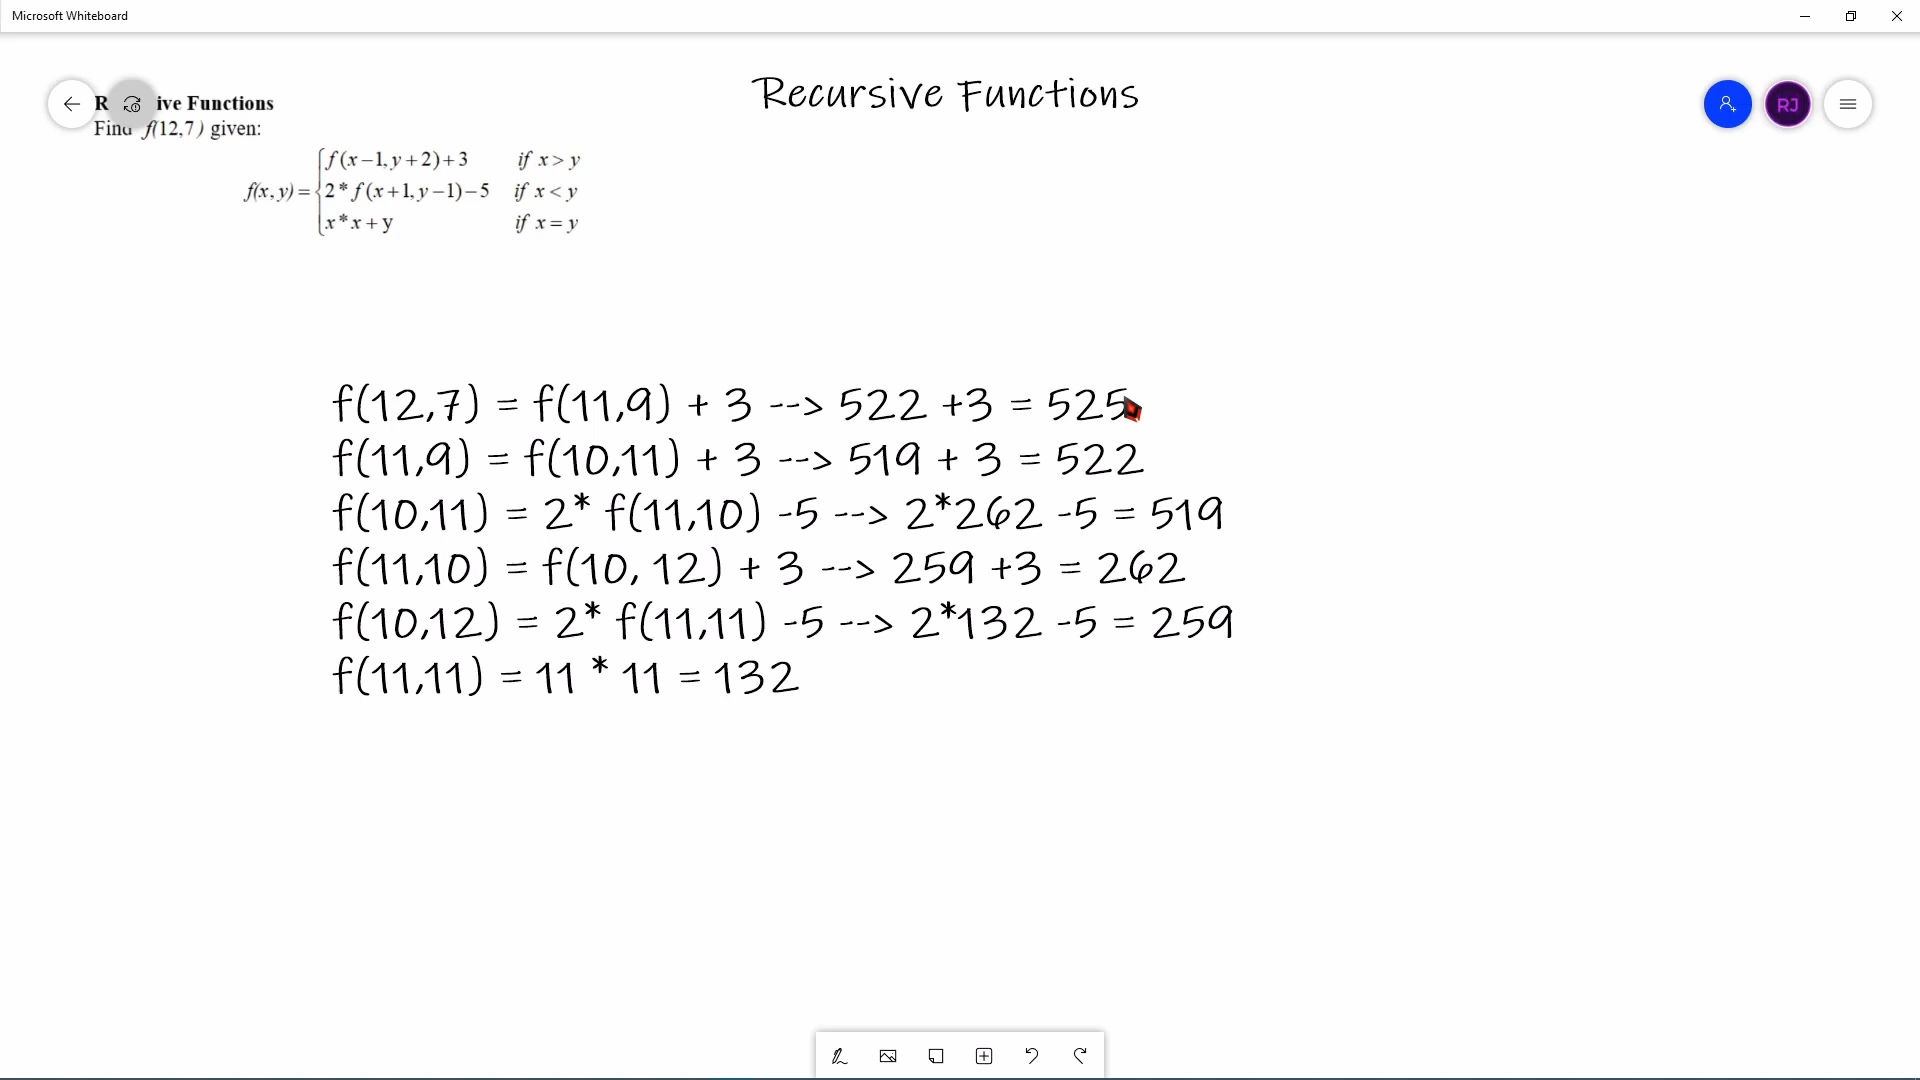 Microsoft Whiteboard
Recursive Functions
RJ
R ive Functions
Find f(12,7) given:
f(x-1, y+2)+3 if x > y
f(x, y) = 2 * f(x+1, y-1)-5 if x < y
x * x + y if x = y
f(12,7) = f(11,9) + 3 --> 522 +3 = 525
f(11,9) = f(10,11) + 3 --> 519 + 3 = 522
f(10,11) = 2* f(11,10) -5 --> 2*262 -5 = 519
f(11,10) = f(10, 12) + 3 --> 259 +3 = 262
f(10,12) = 2* f(11,11) -5 --> 2*132 -5 = 259
f(11,11) = 11 * 11 = 132